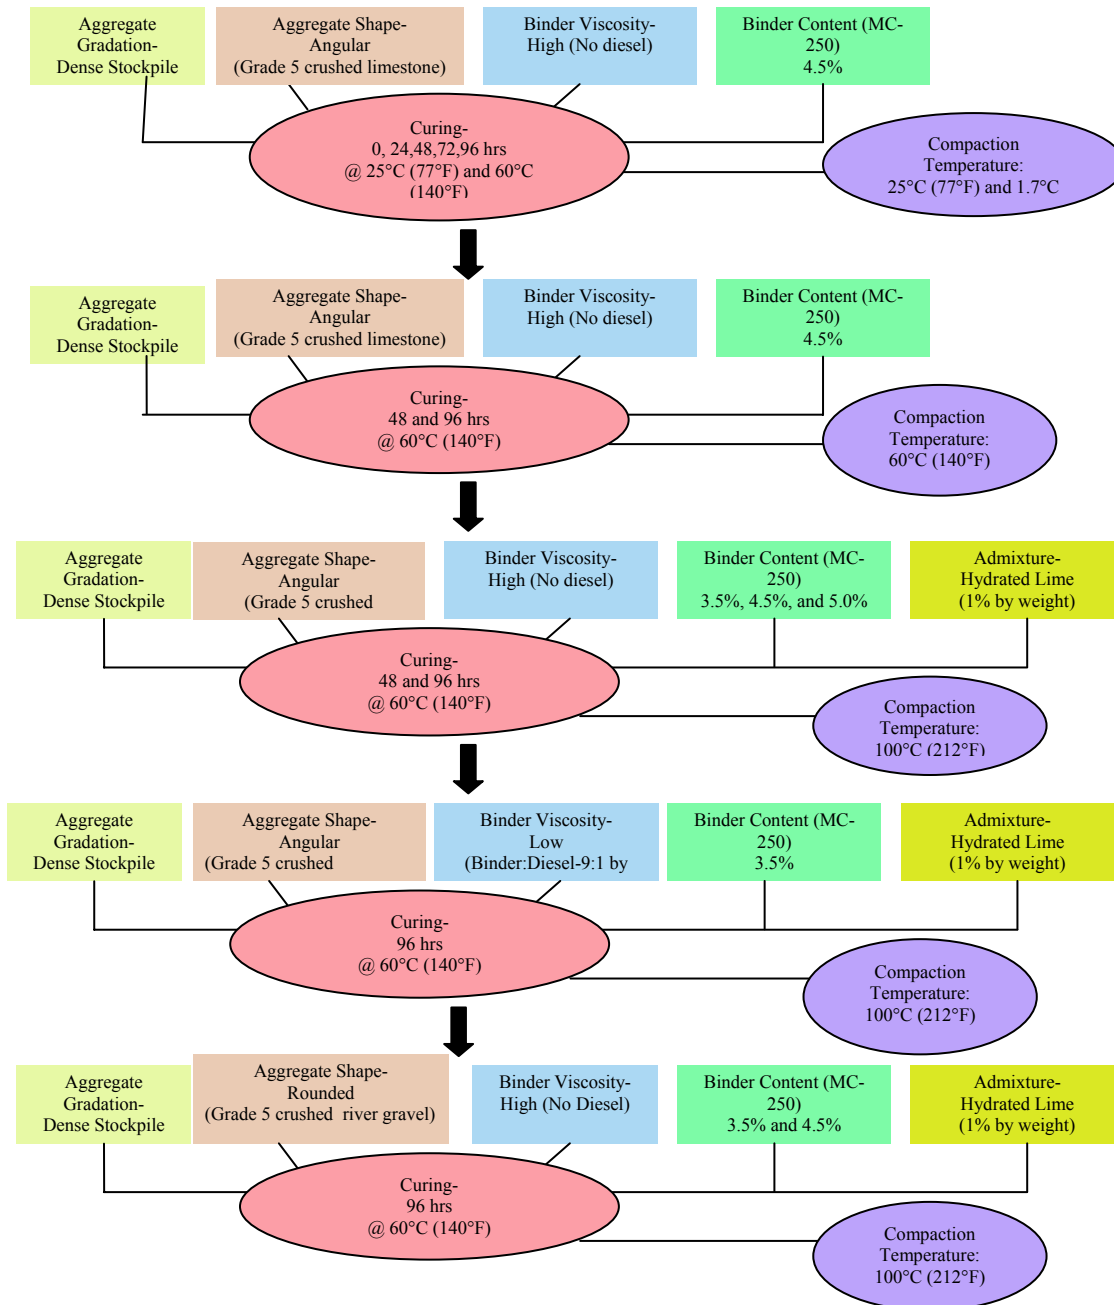 Aggregate
Gradation-
Dense Stockpile
Aggregate Shape-
Angular
(Grade 5 crushed limestone)
Binder Viscosity-
High (No diesel)
Binder Content (MC-
250)
4.5%
Curing-
0, 24,48,72,96 hrs
@ 25°C (77°F) and 60°C
(140°F)
Compaction
Temperature:
25°C (77°F) and 1.7°C
Aggregate
Gradation-
Dense Stockpile
Aggregate Shape-
Angular
(Grade 5 crushed limestone)
Binder Viscosity-
High (No diesel)
Binder Content (MC-
250)
4.5%
Curing-
48 and 96 hrs
@ 60°C (140°F)
Compaction
Temperature:
60°C (140°F)
Aggregate
Gradation-
Dense Stockpile
Aggregate Shape-
Angular
(Grade 5 crushed
Binder Viscosity-
High (No diesel)
Binder Content (MC-
250)
3.5%, 4.5%, and 5.0%
Admixture-
Hydrated Lime
(1% by weight)
Curing-
48 and 96 hrs
@ 60°C (140°F)
Compaction
Temperature:
100°C (212°F)
Aggregate
Gradation-
Dense Stockpile
Aggregate Shape-
Angular
(Grade 5 crushed
Binder Viscosity-
Low
(Binder:Diesel-9:1 by
Binder Content (MC-
250)
3.5%
Admixture-
Hydrated Lime
(1% by weight)
Curing-
96 hrs
@ 60°C (140°F)
Compaction
Temperature:
100°C (212°F)
Aggregate
Gradation-
Dense Stockpile
Aggregate Shape-
Rounded
(Grade 5 crushed  river gravel)
Binder Viscosity-
High (No Diesel)
Binder Content (MC-
250)
3.5% and 4.5%
Admixture-
Hydrated Lime
(1% by weight)
Curing-
96 hrs
@ 60°C (140°F)
Compaction
Temperature:
100°C (212°F)